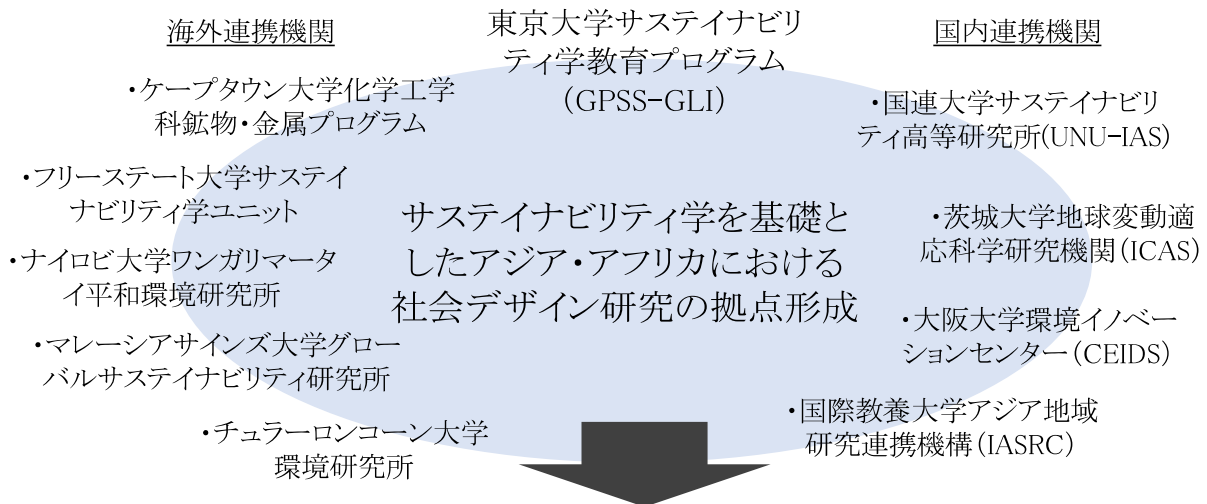 海外連携機関
・ケープタウン大学化学工学
科鉱物・金属プログラム
・フリーステート大学サステイ
ナビリティ学ユニット
・ナイロビ大学ワンガリマータ
イ平和環境研究所
・マレーシアサインズ大学グロー
バルサステイナビリティ研究所
・チュラーロンコーン大学
環境研究所
東京大学サステイナビリ
ティ学教育プログラム
(GPSS-GLI)
サステイナビリティ学を基礎と
したアジア・アフリカにおける
社会デザイン研究の拠点形成
国内連携機関
・国連大学サステイナビリ
ティ高等研究所(UNU-IAS)
・茨城大学地球変動適
応科学研究機関(ICAS)
・大阪大学環境イノベー
ションセンター(CEIDS)
・国際教養大学アジア地域
研究連携機構(IASRC)